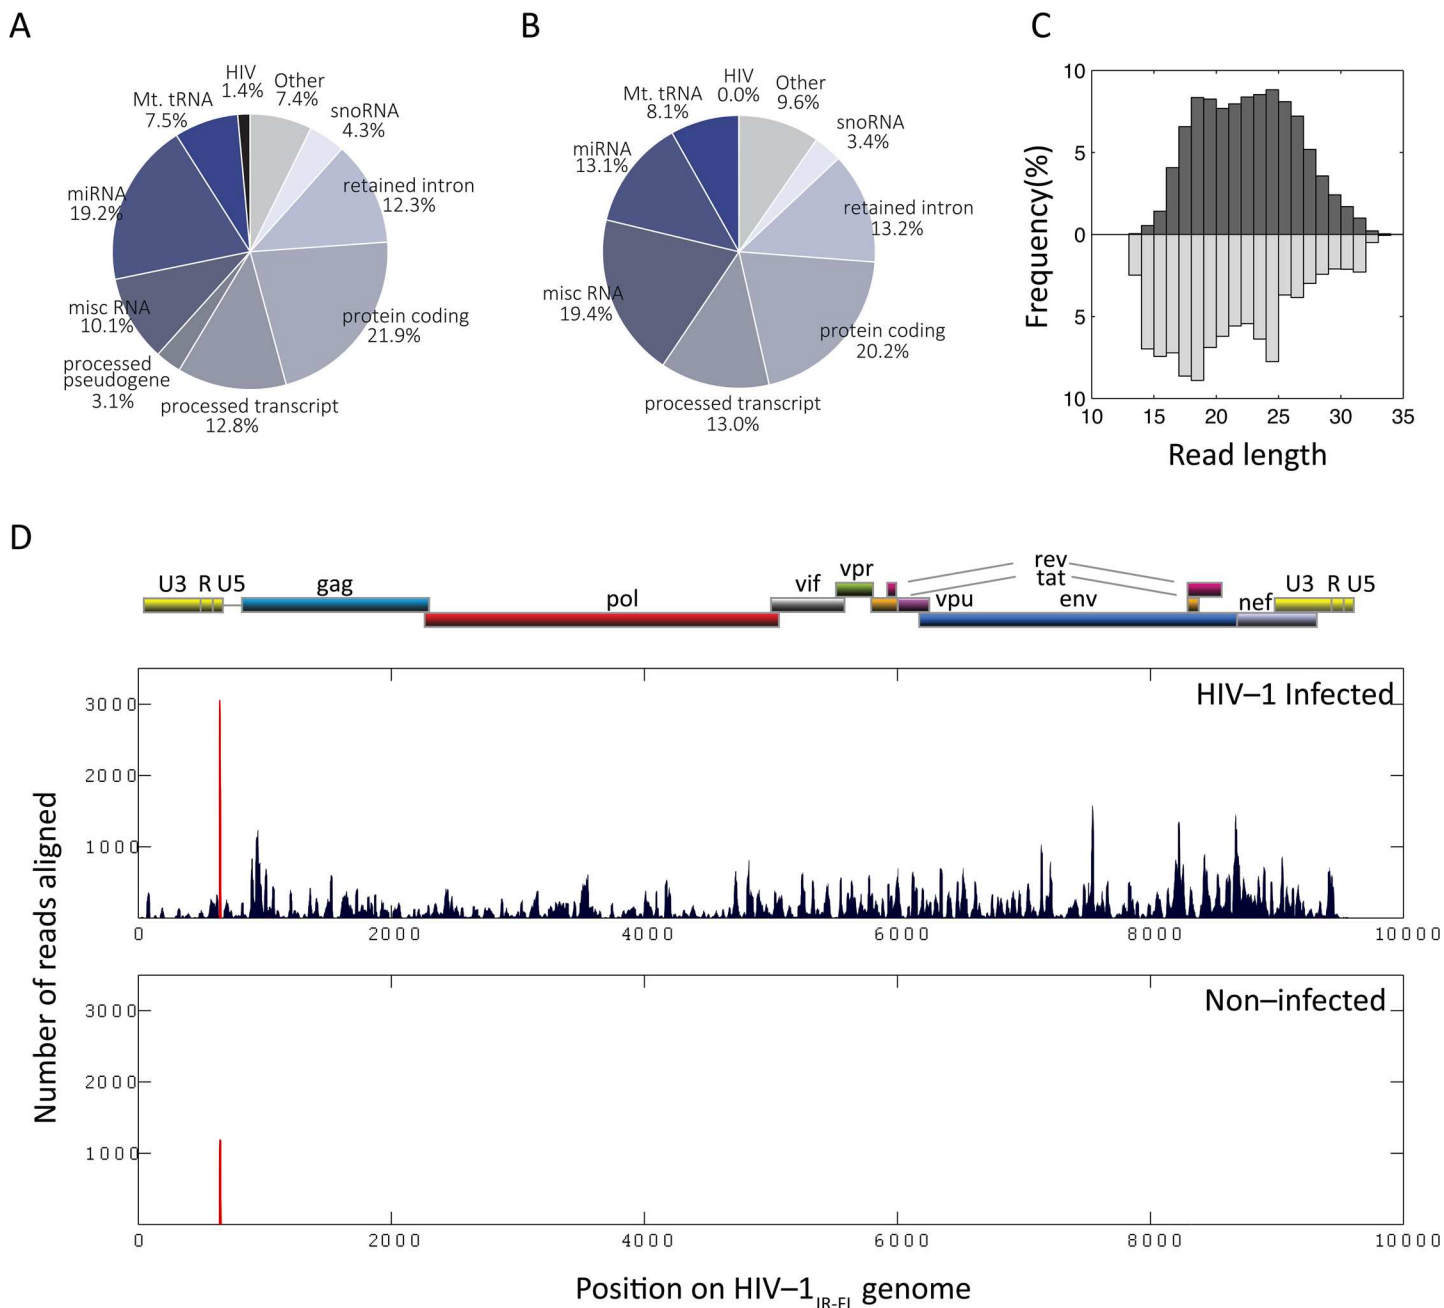 A
HIV
1.4%
Other
7.4%
Mt. tRNA
7.5%
snoRNA
4.3%
miRNA
19.2%
retained intron
12.3%
misc RNA
10.1%
protein coding
21.9%
processed
pseudogene
3.1%
processed transcript
12.8%
B
HIV
0.0%
Other
9.6%
Mt. tRNA
8.1%
snoRNA
3.4%
miRNA
13.1%
retained intron
13.2%
misc RNA
19.4%
protein coding
20.2%
processed transcript
13.0%
C
Frequency(%)
10
5
0
5
10
10 15 20 25 30 35
Read length
D
U3 R U5 gag pol vif vpr vpu rev tat env nef U3 R U5
Number of reads aligned
HIV–1 Infected
3000
2000
1000
0 2000 4000 6000 8000 10000
Non–infected
3000
2000
1000
0 2000 4000 6000 8000 10000
Position on HIV–1JR-FL genome